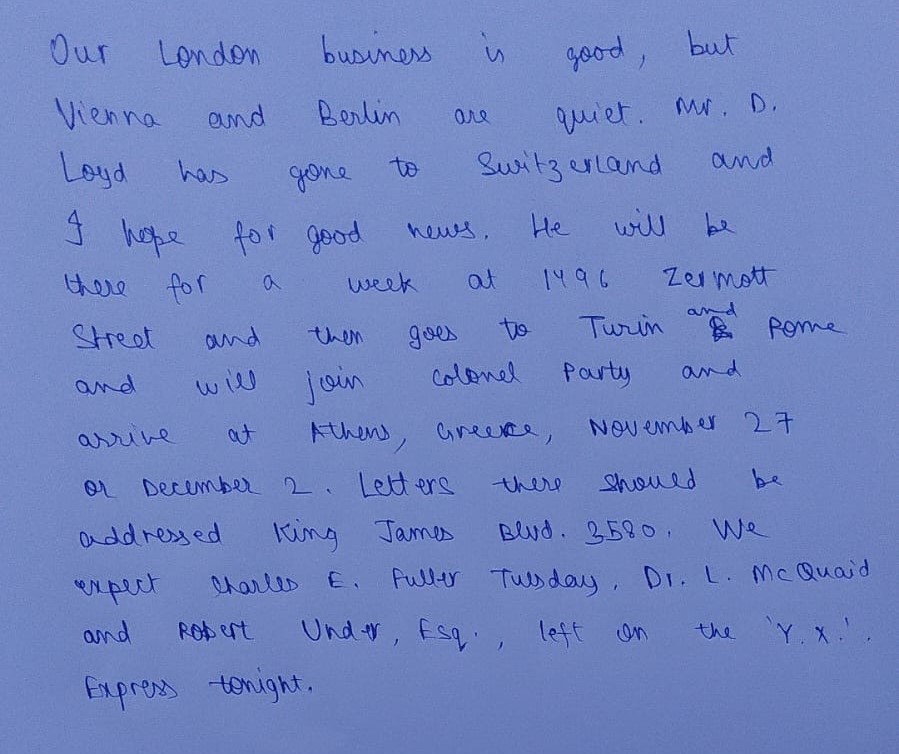 Our London business is good, but
Vienna and Berlin are quiet. Mr. D.
Loyd has gone to Switzerland and
I hope for good news. He will be
there for a week at 1496 Zermott
Street and then goes to Turin and Rome
and will join Colonel Party and
arrive at Athens, Greece, November 27
or December 2. Letters there should be
addressed King James Blvd. 3580. We
expect Charles E. Fuller Tuesday. Dr. L. McQuaid
and Robert Under, Esq., left on the 'Y.X.'.
Express tonight.